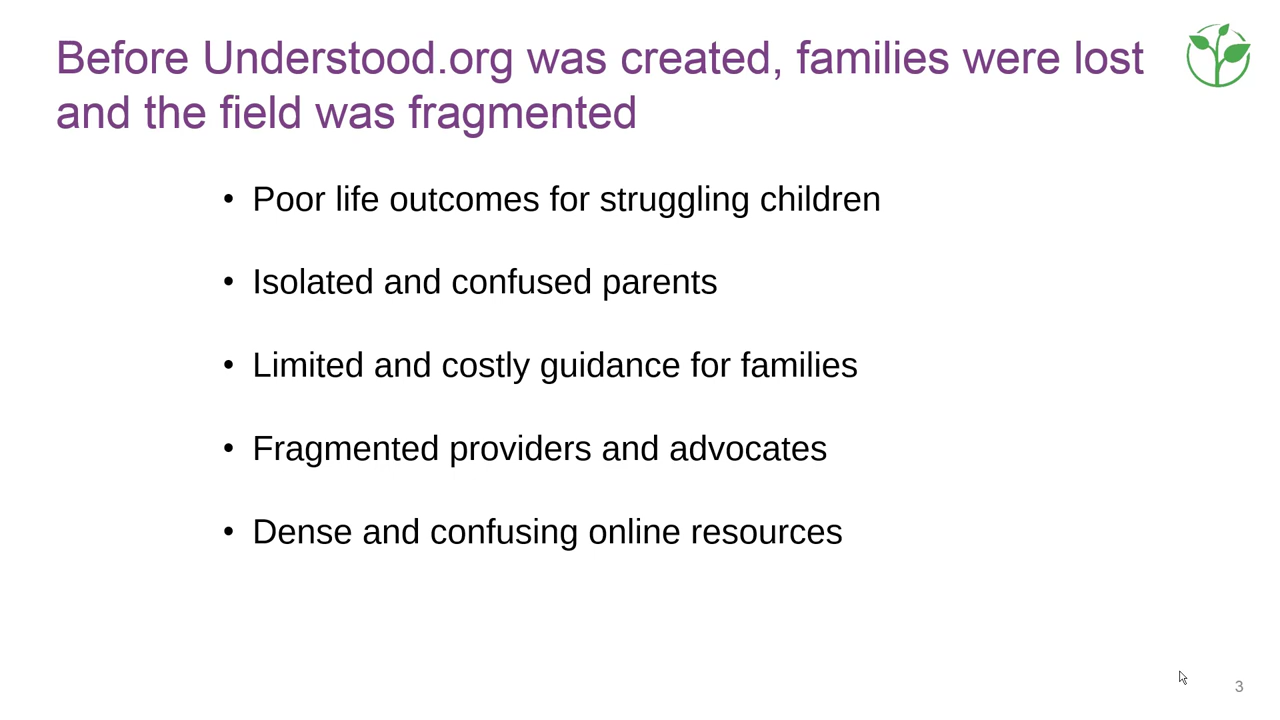 Before Understood.org was created, families were lost
and the field was fragmented
• Poor life outcomes for struggling children
• Isolated and confused parents
• Limited and costly guidance for families
• Fragmented providers and advocates
• Dense and confusing online resources
3